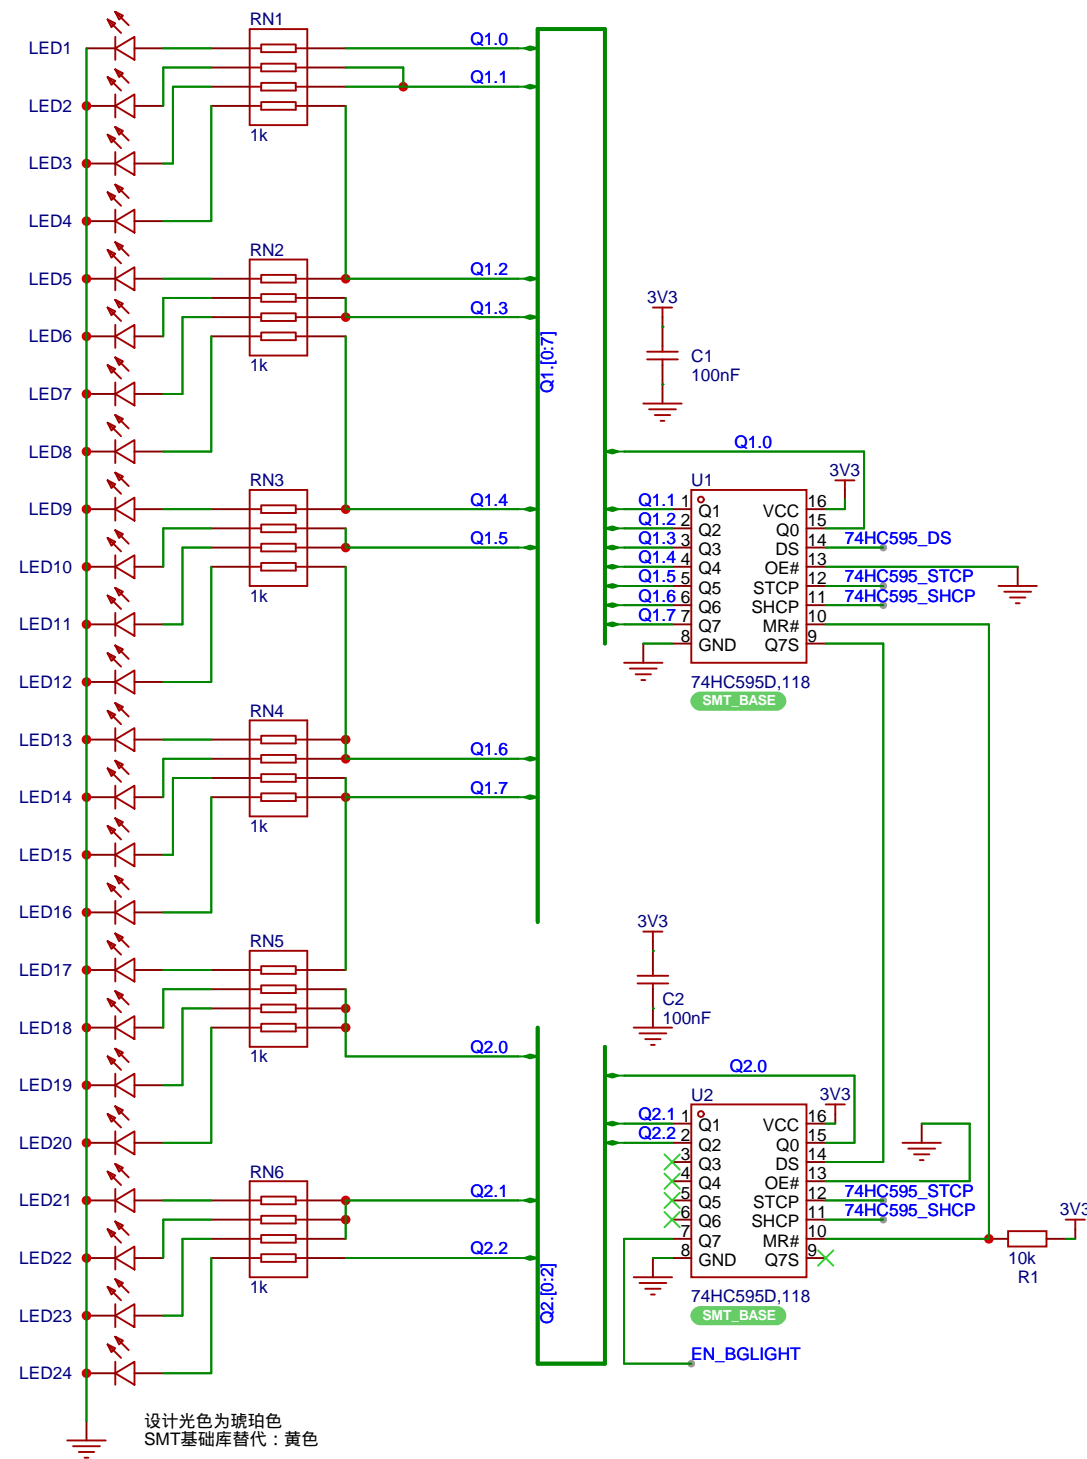 LED1
LED2
LED3
LED4
LED5
LED6
LED7
LED8
LED9
LED10
LED11
LED12
LED13
LED14
LED15
LED16
LED17
LED18
LED19
LED20
LED21
LED22
LED23
LED24
RN1
1k
RN2
1k
RN3
1k
RN4
1k
RN5
1k
RN6
1k
Q1.0
Q1.1
Q1.2
Q1.3
Q1.4
Q1.5
Q1.6
Q1.7
Q2.0
Q2.1
Q2.2
Q1.[0:7]
Q2.[0:2]
3V3
C1
100nF
Q1.0
3V3
U1
Q1.1 1 Q1 VCC 16
Q1.2 2 Q2 Q0 15
Q1.3 3 Q3 DS 14 74HC595_DS
Q1.4 4 Q4 OE# 13
Q1.5 5 Q5 STCP 12 74HC595_STCP
Q1.6 6 Q6 SHCP 11 74HC595_SHCP
Q1.7 7 Q7 MR# 10
8 GND Q7S 9
74HC595D,118
SMT_BASE
3V3
C2
100nF
Q2.0
3V3
U2
Q2.1 1 Q1 VCC 16
Q2.2 2 Q2 Q0 15
3 Q3 DS 14
4 Q4 OE# 13
5 Q5 STCP 12 74HC595_STCP
6 Q6 SHCP 11 74HC595_SHCP
7 Q7 MR# 10
8 GND Q7S 9
74HC595D,118
SMT_BASE
EN_BGLIGHT
3V3
10k
R1
设计光色为琥珀色
SMT基础库替代：黄色